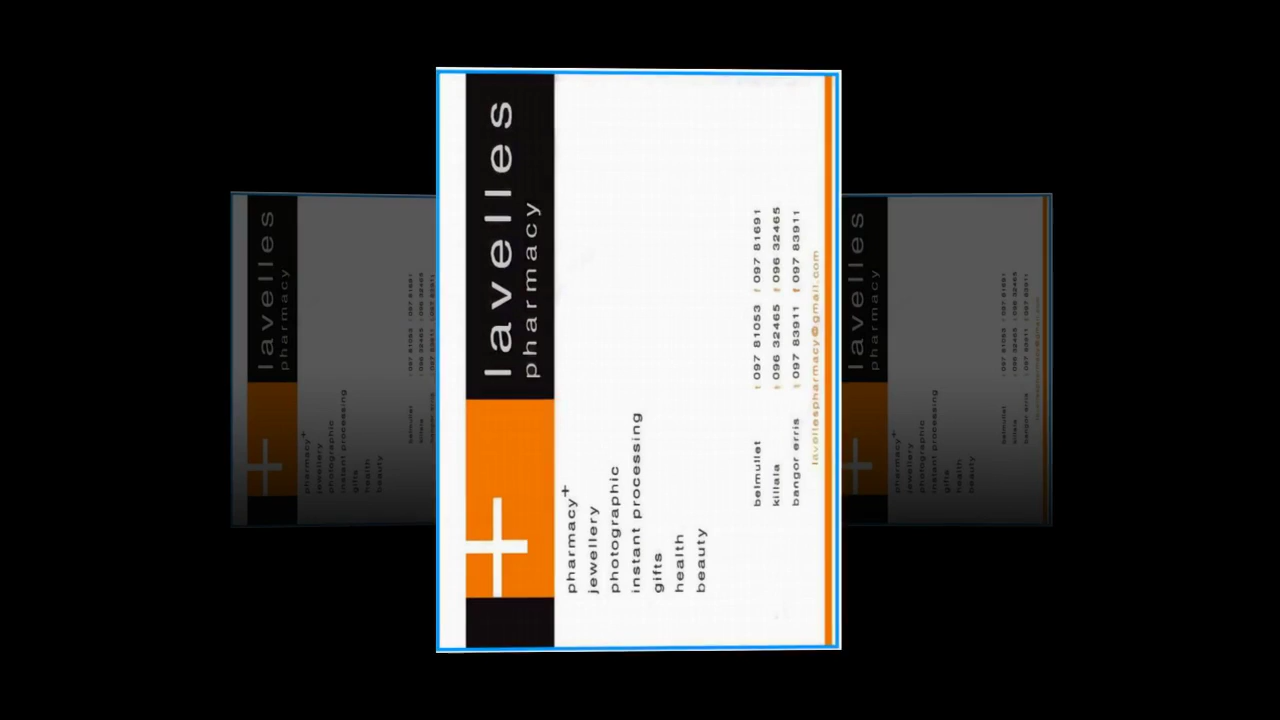 lavelles
pharmacy
pharmacy+
jewellery
photographic
instant processing
gifts
health
beauty
belmullet t 097 81053 f 097 81691
killala t 096 32465 f 096 32465
bangor erris t 097 83911 f 097 83911
lavellespharmacy@gmail.com